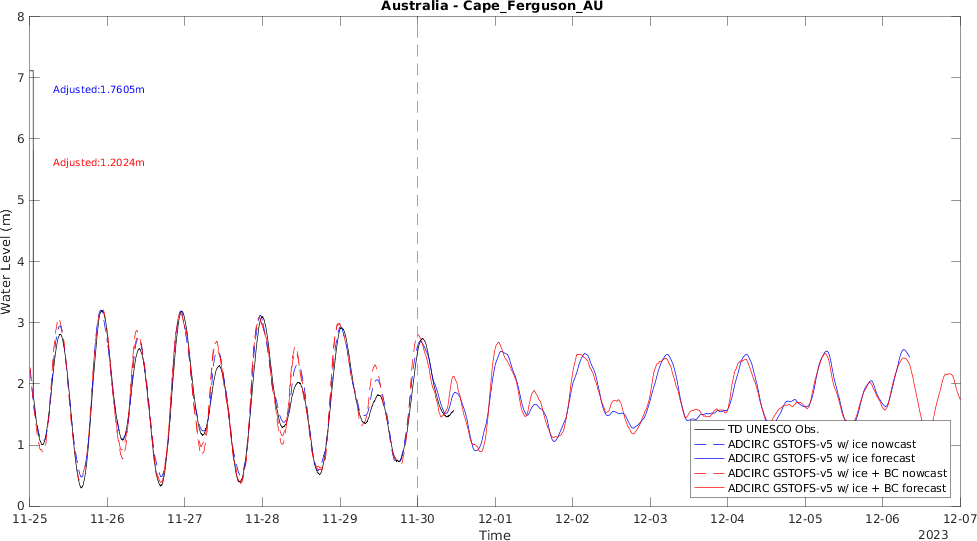 Australia - Cape_Ferguson_AU
8
7
Adjusted:1.7605m
6
Adjusted:1.2024m
5
Water Level (m)
4
3
2
1
0
TD UNESCO Obs.
ADCIRC GSTOFS-v5 w/ ice nowcast
ADCIRC GSTOFS-v5 w/ ice forecast
ADCIRC GSTOFS-v5 w/ ice + BC nowcast
ADCIRC GSTOFS-v5 w/ ice + BC forecast
11-25 11-26 11-27 11-28 11-29 11-30 12-01 12-02 12-03 12-04 12-05 12-06 12-07
Time
2023